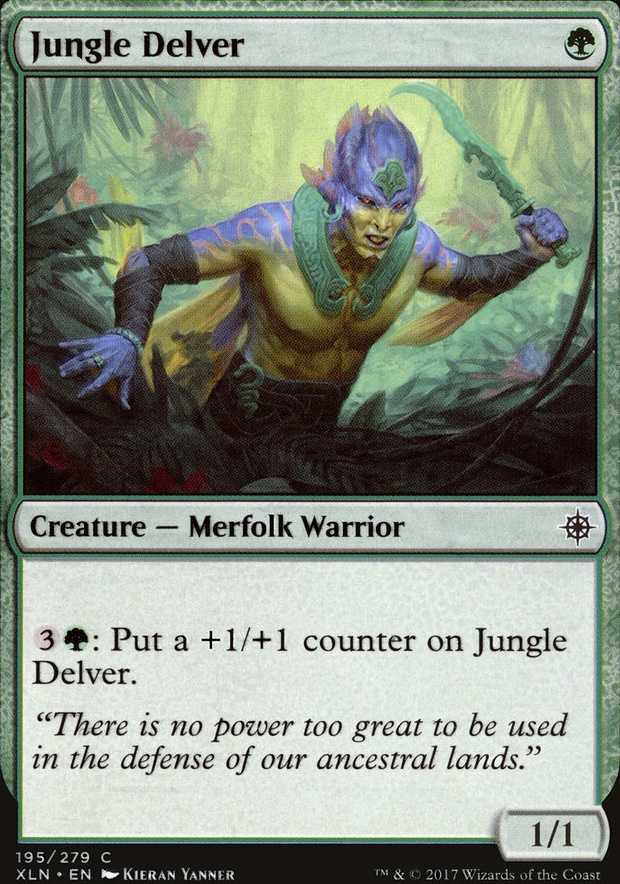 Jungle Delver
3 : Put a +1/+1 counter on Jungle
Delver.
Creature — Merfolk Warrior
“There is no power too great to be used
in the defense of our ancestral lands.”
1/1
195/279 C
XLN • EN Kieran Yanner
™ & © 2017 Wizards of the Coast